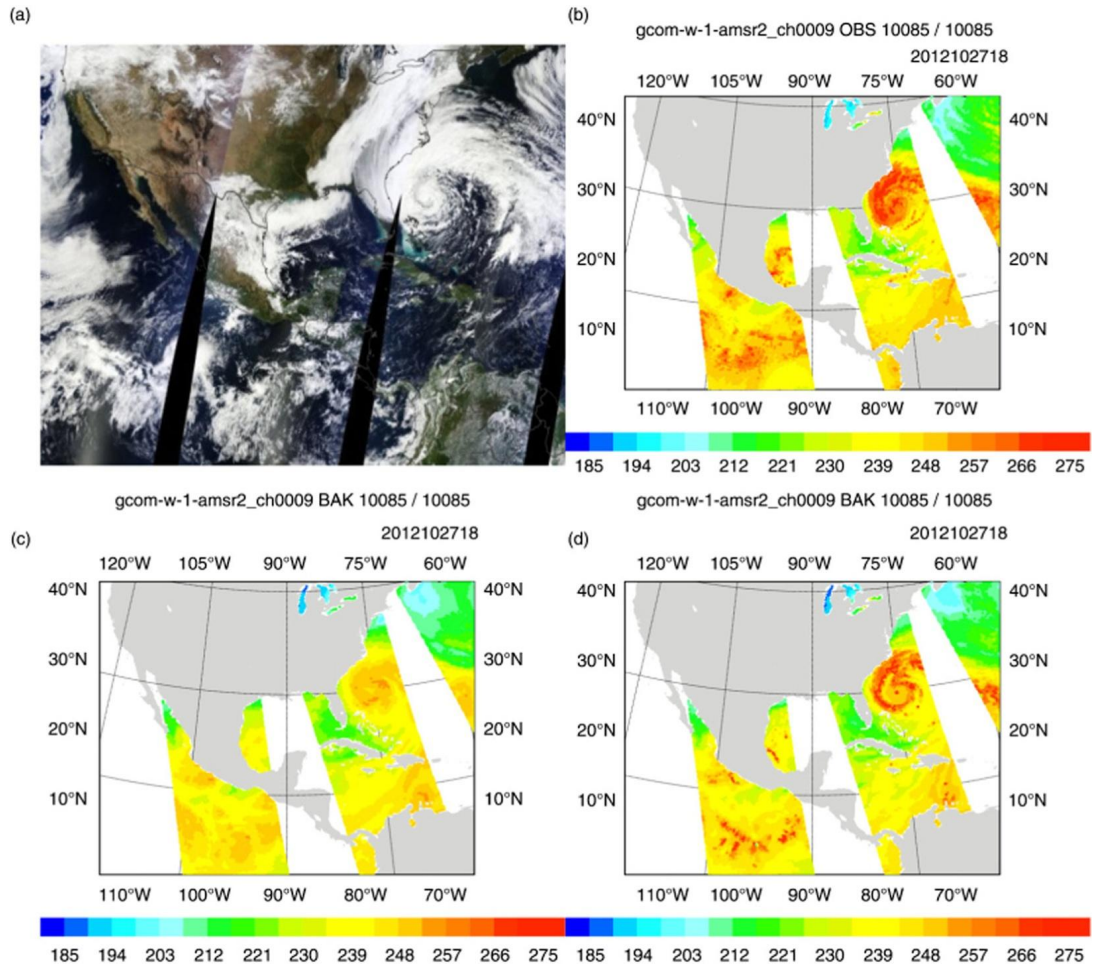 (a)
(b)
gcom-w-1-amsr2_ch0009 OBS 10085 / 10085
2012102718
120°W 105°W 90°W 75°W 60°W
40°N 40°N
30°N 30°N
20°N 20°N
10°N 10°N
110°W 100°W 90°W 80°W 70°W
185 194 203 212 221 230 239 248 257 266 275
gcom-w-1-amsr2_ch0009 BAK 10085 / 10085
(c)
2012102718
120°W 105°W 90°W 75°W 60°W
40°N 40°N
30°N 30°N
20°N 20°N
10°N 10°N
110°W 100°W 90°W 80°W 70°W
185 194 203 212 221 230 239 248 257 266 275
gcom-w-1-amsr2_ch0009 BAK 10085 / 10085
(d)
2012102718
120°W 105°W 90°W 75°W 60°W
40°N 40°N
30°N 30°N
20°N 20°N
10°N 10°N
110°W 100°W 90°W 80°W 70°W
185 194 203 212 221 230 239 248 257 266 275